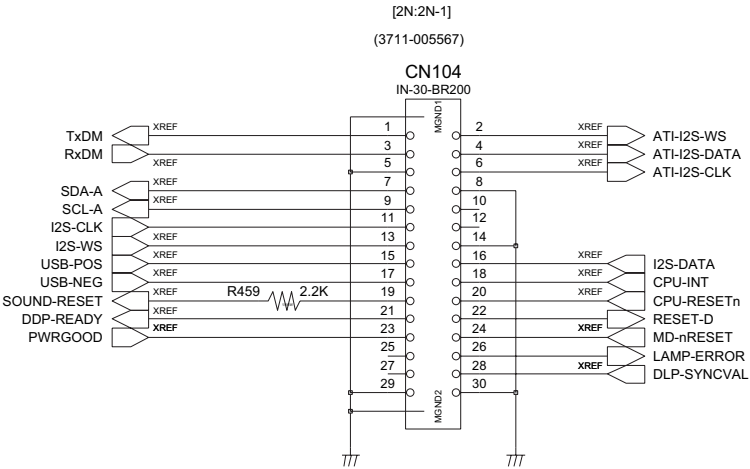 [2N:2N-1]
(3711-005567)
CN104
IN-30-BR200
MGND1
TxDM XREF 1 2 XREF ATI-I2S-WS
RxDM 3 4 XREF ATI-I2S-DATA
XREF 5 6 XREF ATI-I2S-CLK
SDA-A XREF 7 8
SCL-A XREF 9 10
I2S-CLK 11 12
I2S-WS XREF 13 14
USB-POS XREF 15 16 XREF I2S-DATA
USB-NEG XREF 17 18 XREF CPU-INT
SOUND-RESET XREF R459 2.2K 19 20 XREF CPU-RESETn
DDP-READY XREF 21 22 RESET-D
PWRGOOD XREF 23 24 XREF MD-nRESET
25 26 LAMP-ERROR
27 28 XREF DLP-SYNCVAL
29 30
MGND2